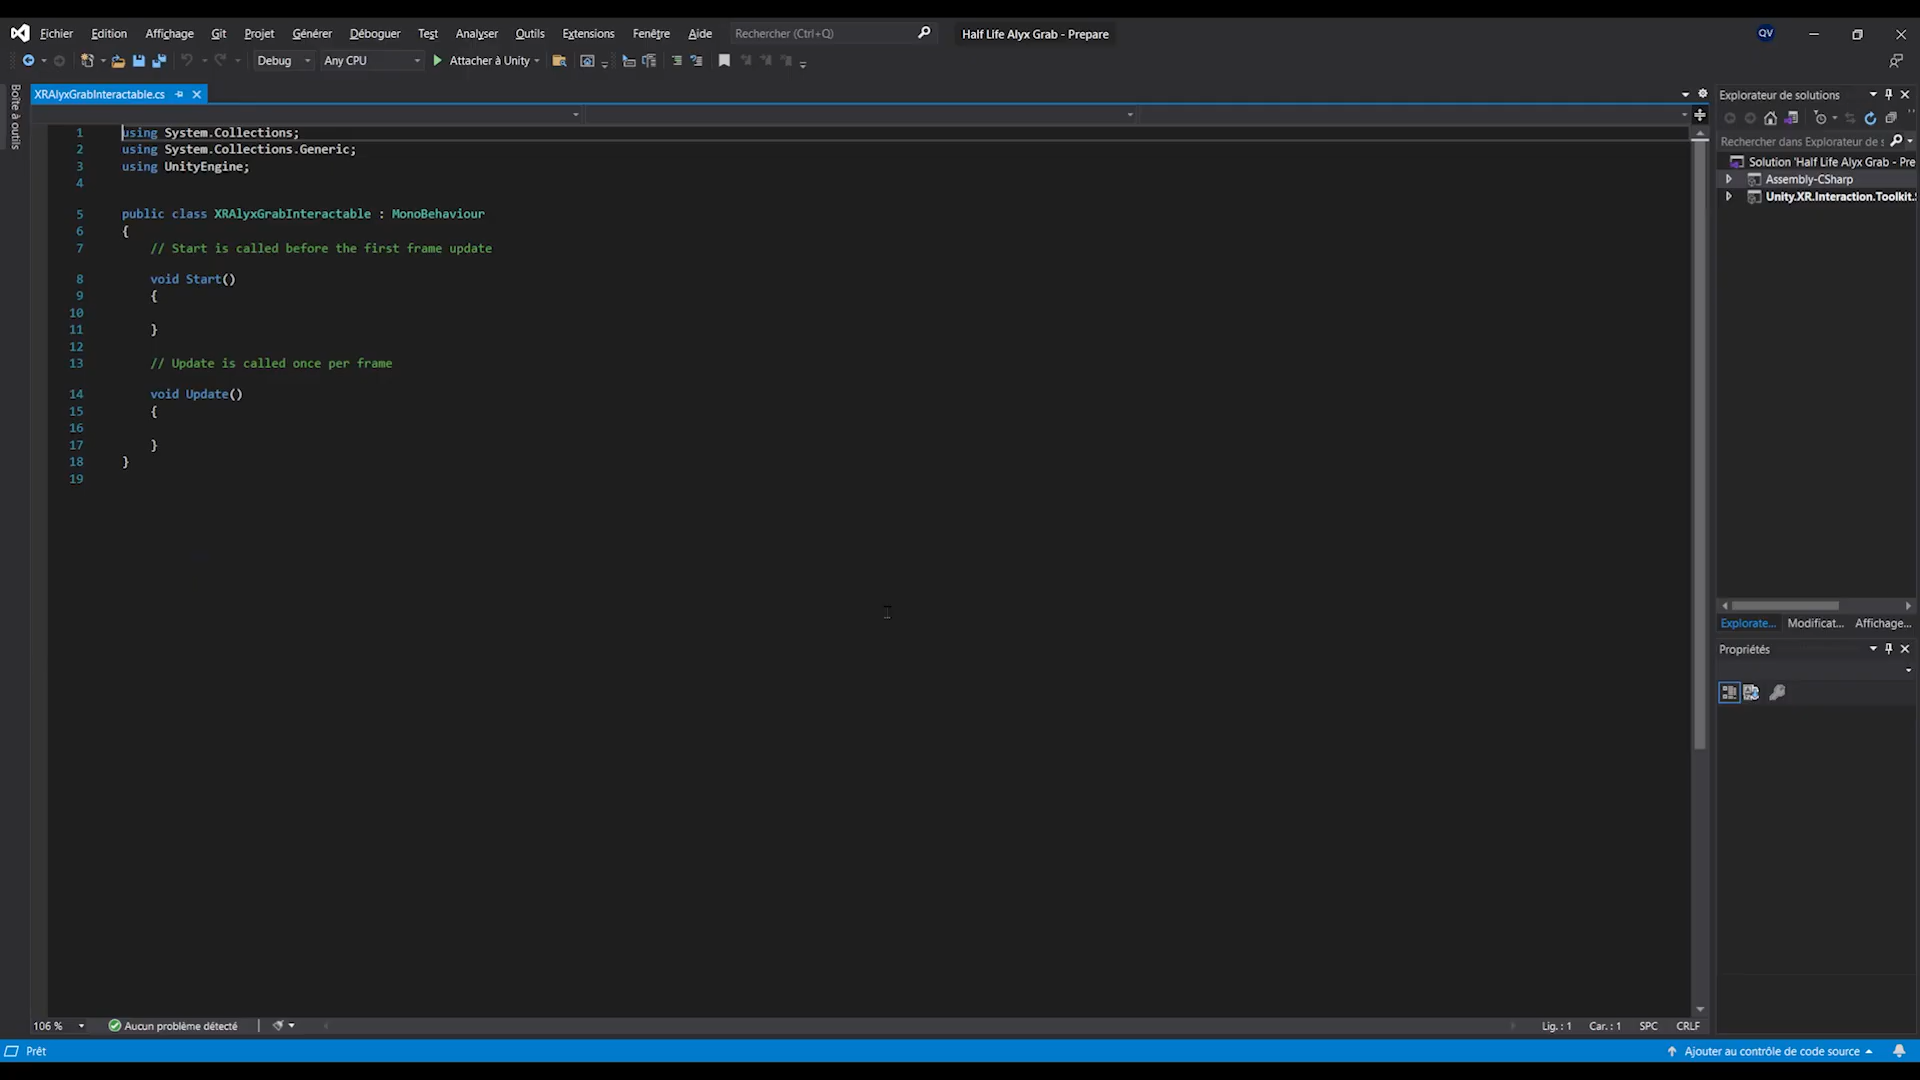 Fichier Edition Affichage Git Projet Générer Déboguer Test Analyser Outils Extensions Fenêtre Aide Rechercher (Ctrl+Q) Half Life Alyx Grab - Prepare QV
Debug Any CPU Attacher à Unity
Boîte à outils
XRAlyxGrabInteractable.cs
1 using System.Collections;
2 using System.Collections.Generic;
3 using UnityEngine;
4
5 public class XRAlyxGrabInteractable : MonoBehaviour
6 {
7 // Start is called before the first frame update
8 void Start()
9 {
10
11 }
12
13 // Update is called once per frame
14 void Update()
15 {
16
17 }
18 }
19
Explorateur de solutions
Rechercher dans Explorateur de s
Solution 'Half Life Alyx Grab - Pre
Assembly-CSharp
Unity.XR.Interaction.Toolkit.
Explorate... Modificat... Affichage...
Propriétés
106 % Aucun problème détecté Lig. : 1 Car. : 1 SPC CRLF
Prêt Ajouter au contrôle de code source